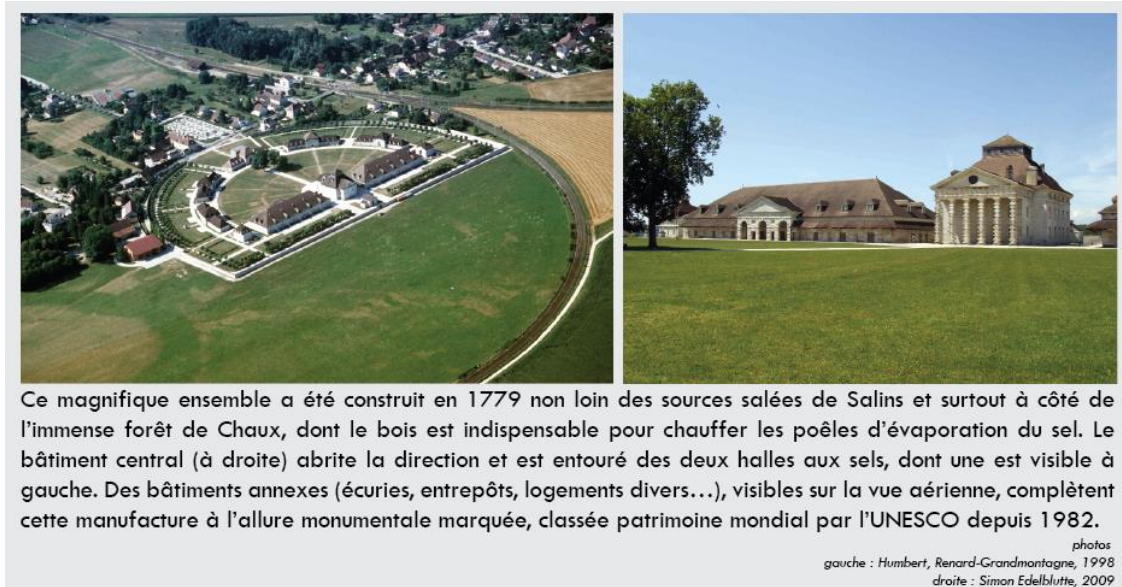 Ce magnifique ensemble a été construit en 1779 non loin des sources salées de Salins et surtout à côté de
l'immense forêt de Chaux, dont le bois est indispensable pour chauffer les poêles d'évaporation du sel. Le
bâtiment central (à droite) abrite la direction et est entouré des deux halles aux sels, dont une est visible à
gauche. Des bâtiments annexes (écuries, entrepôts, logements divers…), visibles sur la vue aérienne, complètent
cette manufacture à l'allure monumentale marquée, classée patrimoine mondial par l'UNESCO depuis 1982.
photos
gauche : Humbert, Renard-Grandmontagne, 1998
droite : Simon Edelblutte, 2009